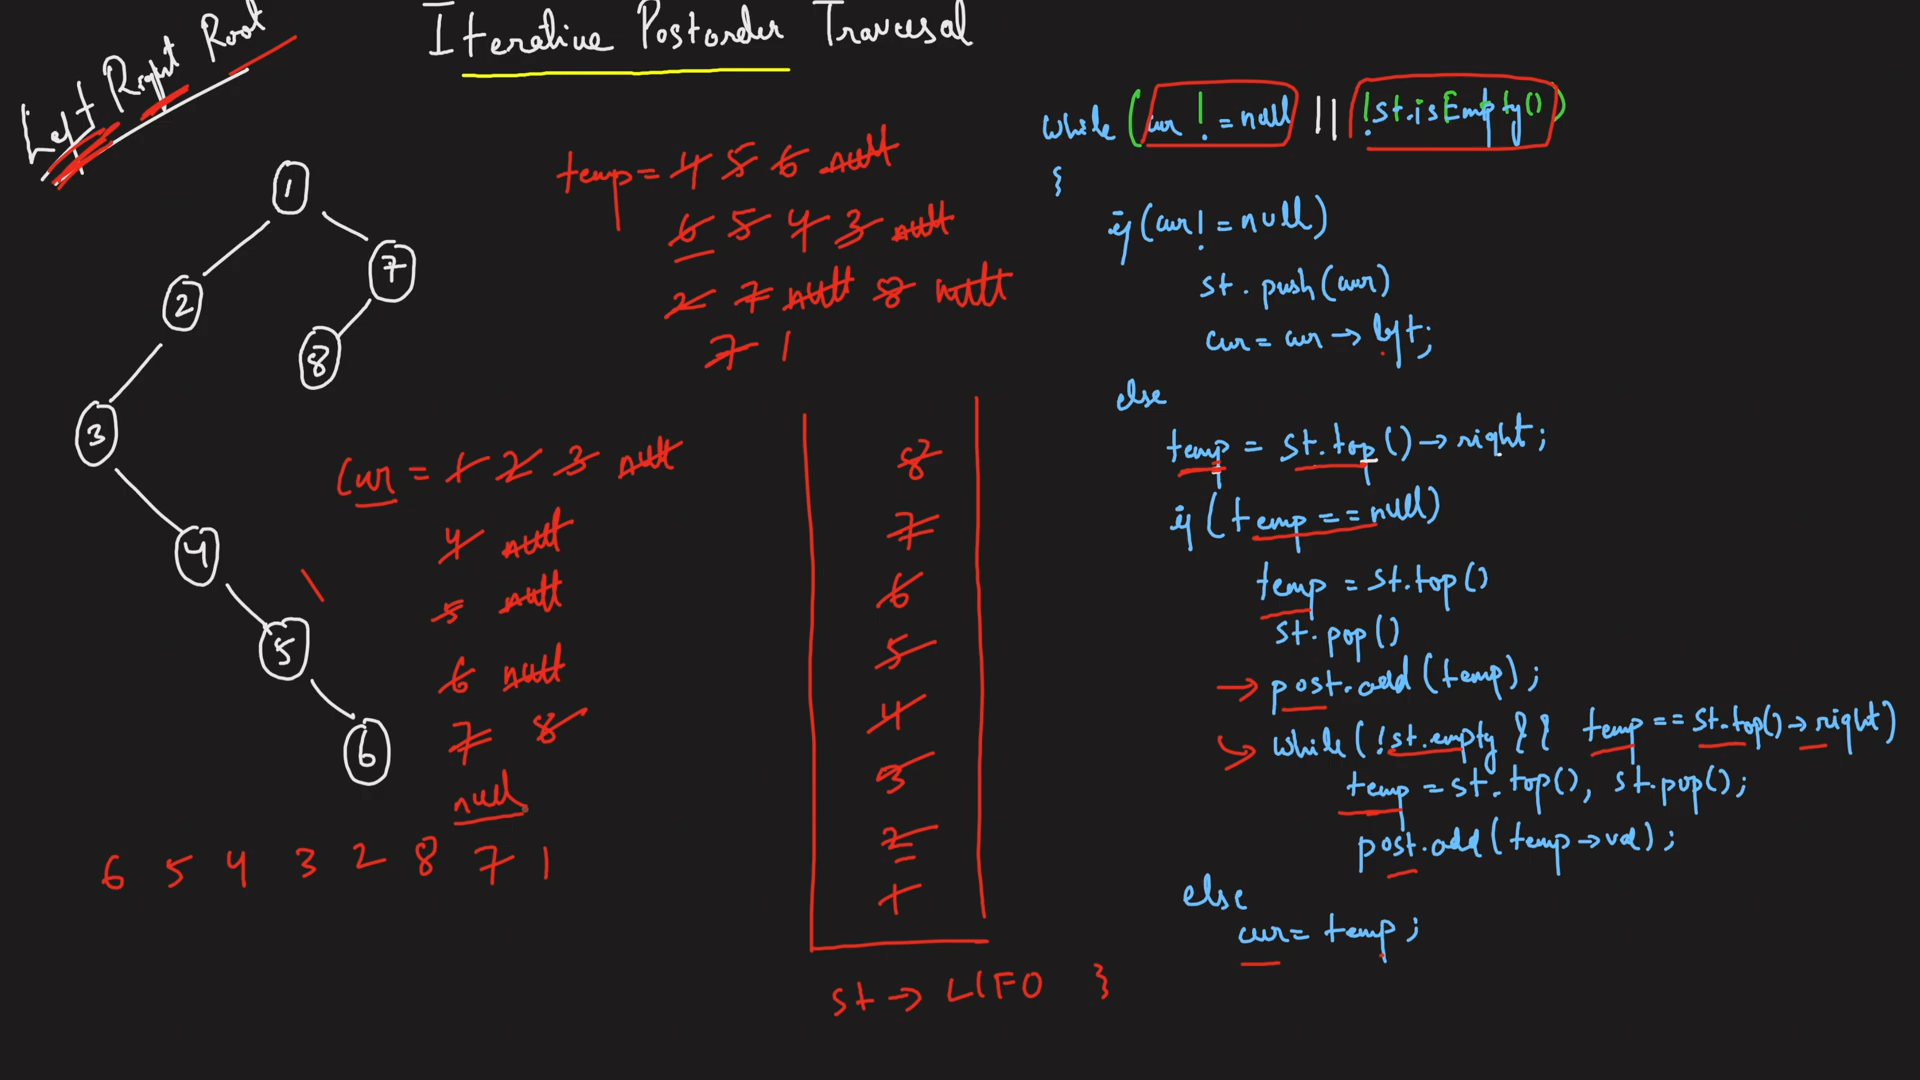 Iterative Postorder Traversal
Left Right Root
1
2
7
8
3
4
5
6
temp = 4 5 6 null
6 5 4 3 null
2 7 null 8 null
7 1
Cur = 1 2 3 null
4 null
5 null
6 null
7 8
null
6 5 4 3 2 8 7 1
8
7
6
5
4
3
2
1
st → LIFO
while (cur != null || !st.isEmpty())
{
if (cur != null)
st.push(cur)
cur = cur → left;
else
temp = st.top() → right;
if (temp == null)
temp = st.top()
st.pop()
→ post.add(temp);
while (!st.empty && temp == st.top() → right)
temp = st.top(), st.pop();
post.add(temp → val);
else
cur = temp;
}